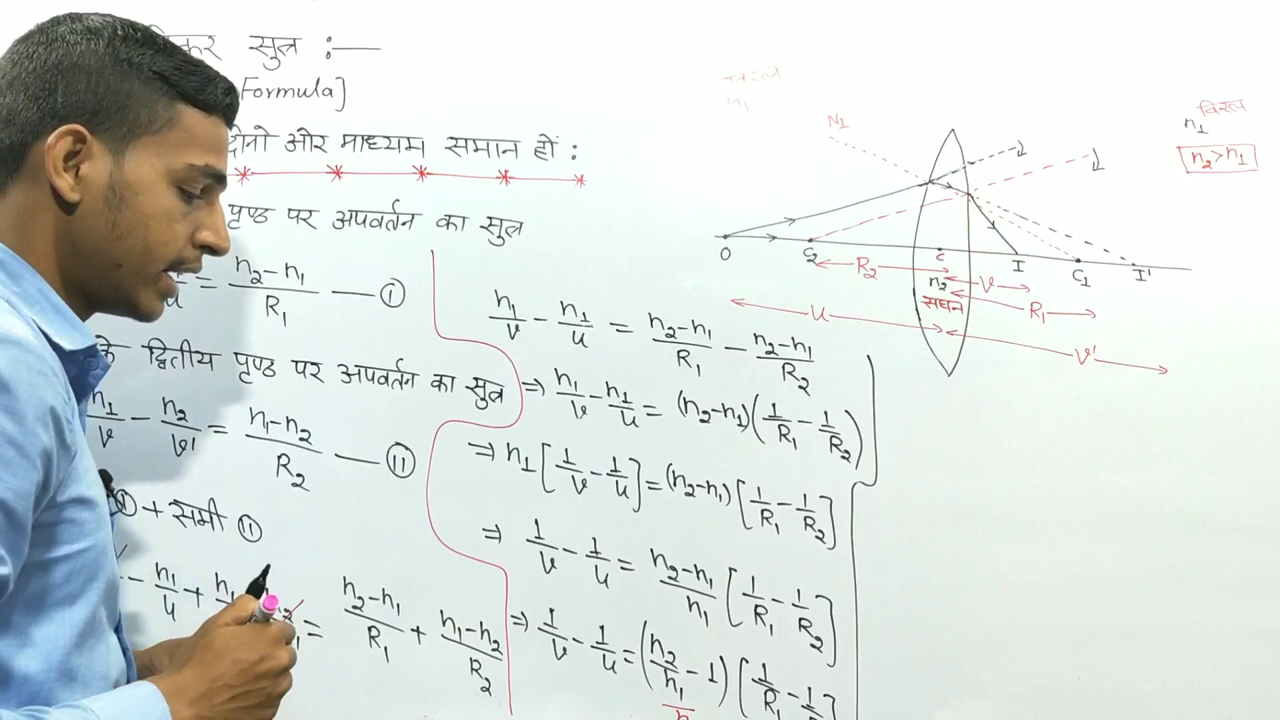 सुत्र :—
Formula]
दोनो ओर माध्यम समान हों :
पृष्ठ पर अपवर्तन का सुत्र
u = n₂-n₁/R₁ — (I)
के द्वितीय पृष्ठ पर अपवर्तन का सुत्र
n₁/v - n₂/v' = n₁-n₂/R₂ — (II)
(I) + समी (II)
- n₁/u + n₁ = n₂-n₁/R₁ + n₁-n₂/R₂
n₁/v - n₁/u = n₂-n₁/R₁ - n₂-n₁/R₂
⇒ n₁/v - n₁/u = (n₂-n₁)(1/R₁ - 1/R₂)
⇒ n₁[1/v - 1/u] = (n₂-n₁)[1/R₁ - 1/R₂]
⇒ 1/v - 1/u = n₂-n₁/n₁ [1/R₁ - 1/R₂]
⇒ 1/v - 1/u = (n₂/n₁ - 1)[1/R₁ - 1/R₂]
n₁
N₁
विरल
n₁
n₂>n₁
O C₂ C I C₁ I'
R₂ v
n₂
सघन R₁
u v'